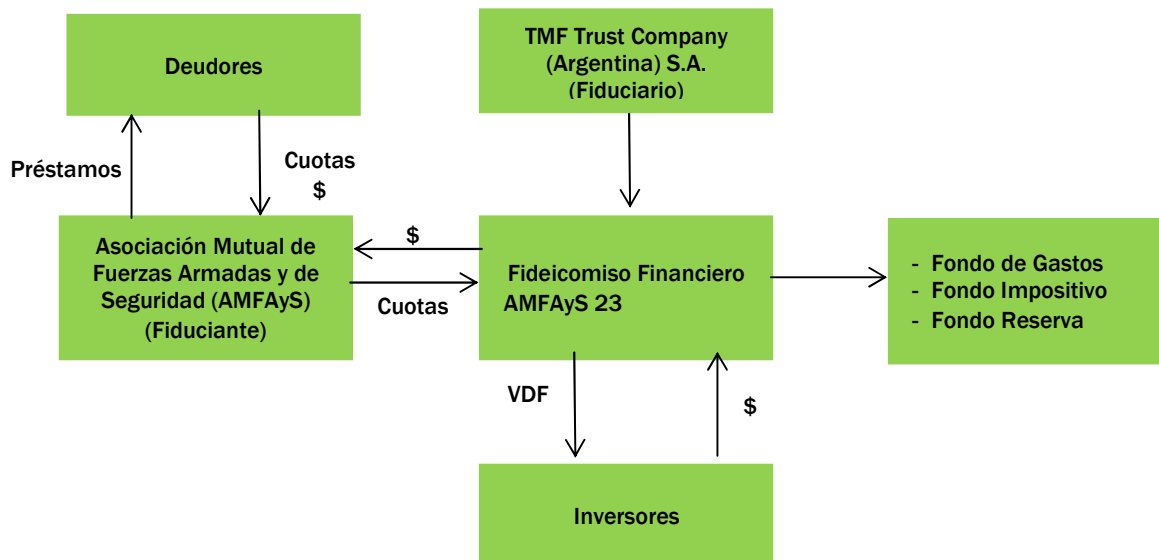 Deudores
TMF Trust Company
(Argentina) S.A.
(Fiduciario)
Préstamos
Cuotas
$
Asociación Mutual de
Fuerzas Armadas y de
Seguridad (AMFAyS)
(Fiduciante)
$
Cuotas
Fideicomiso Financiero
AMFAyS 23
- Fondo de Gastos
- Fondo Impositivo
- Fondo Reserva
VDF
$
Inversores